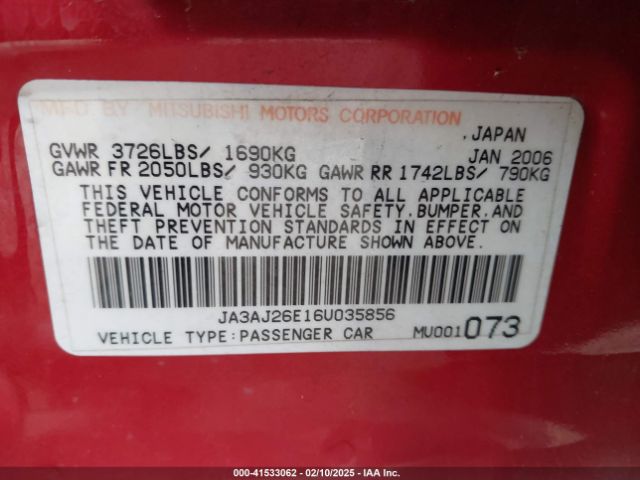 MFD BY MITSUBISHI MOTORS CORPORATION
.JAPAN
GVWR 3726LBS/ 1690KG JAN 2006
GAWR FR 2050LBS/ 930KG GAWR RR 1742LBS/ 790KG
THIS VEHICLE CONFORMS TO ALL APPLICABLE
FEDERAL MOTOR VEHICLE SAFETY.BUMPER.AND
THEFT PREVENTION STANDARDS IN EFFECT ON
THE DATE OF MANUFACTURE SHOWN ABOVE.
JA3AJ26E16U035856
VEHICLE TYPE:PASSENGER CAR MU001073
000-41533062 - 02/10/2025 - IAAI.COM